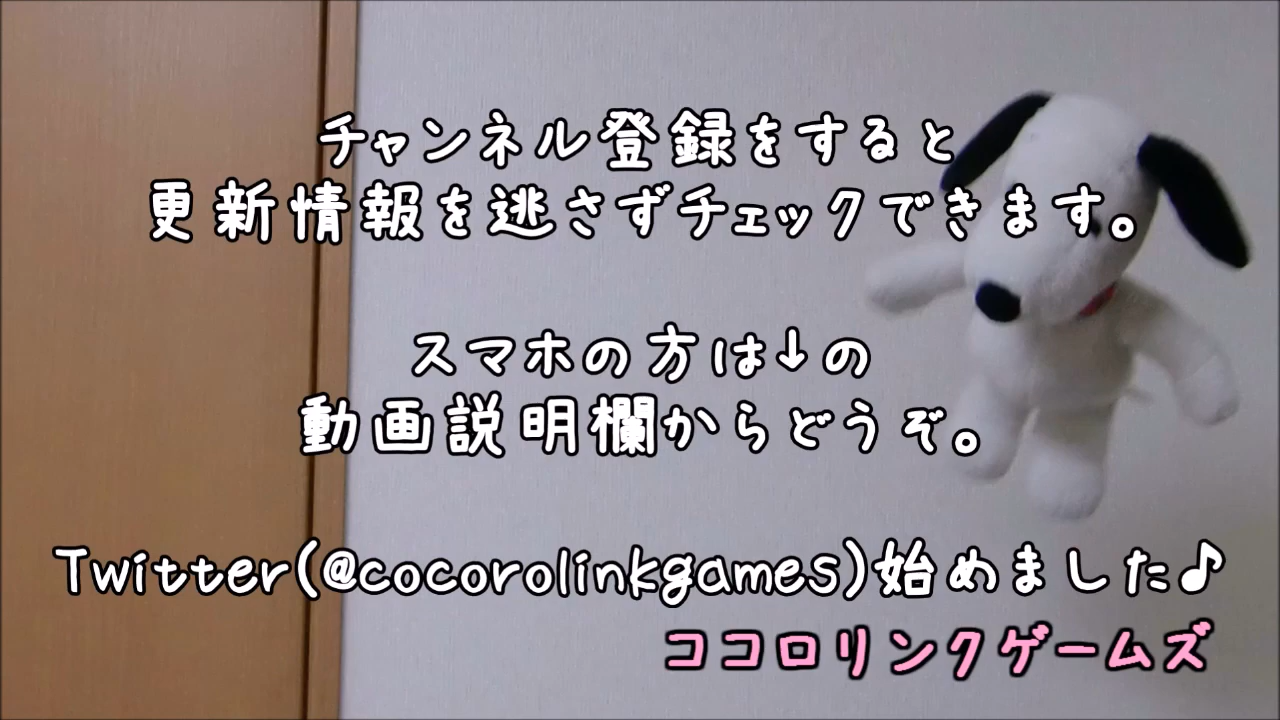 チャンネル登録をすると
更新情報を逃さずチェックできます。
スマホの方は↓の
動画説明欄からどうぞ。
Twitter(@cocorolinkgames)始めました♪
ココロリンクゲームズ